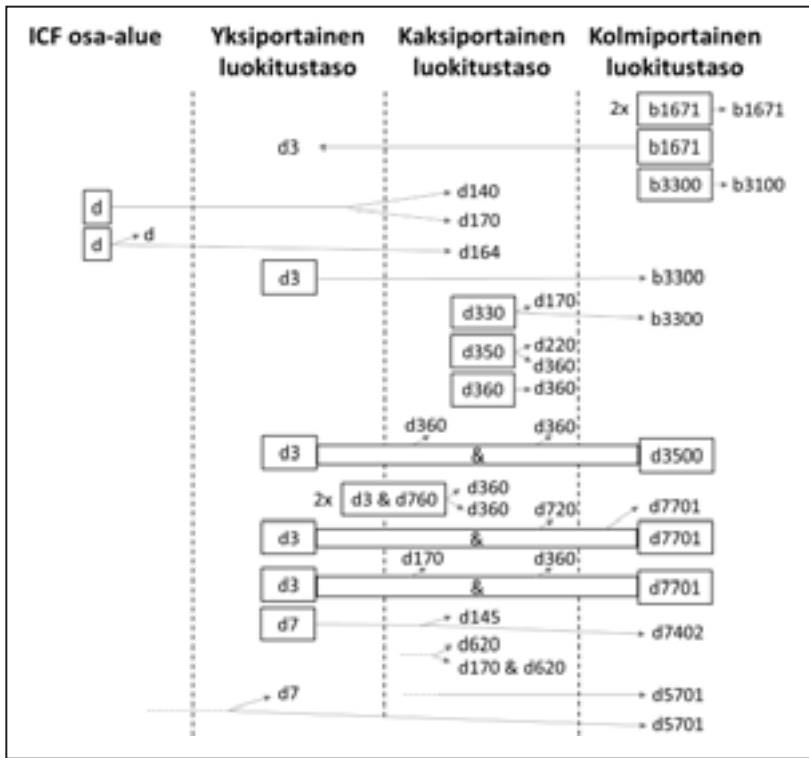 ICF osa-alue Yksiportainen Kaksiportainen Kolmiportainen
luokitustaso luokitustaso luokitustaso
2x b1671 b1671
d3 b1671
b3300 b3100
d140
d
d170
d
d d164
d3 b3300
d170
d330 b3300
d220
d350
d360
d360 d360
d360 d360
d3 & d3500
2x d3 & d760 d360
d360
d720 d7701
d3 & d7701
d170 d360
d3 & d7701
d7 d145
d7402
d620
d170 & d620
d7 d5701
d5701